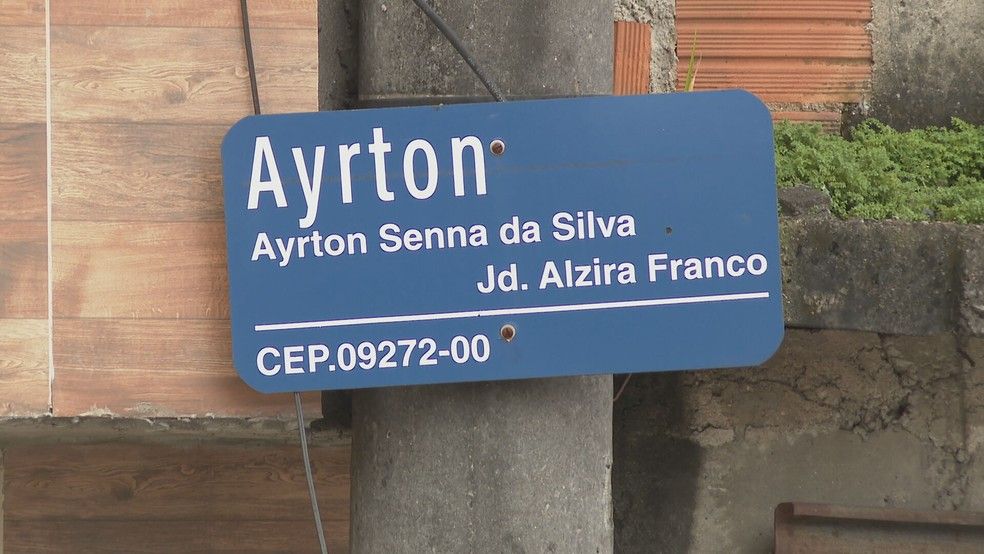 Ayrton
Ayrton Senna da Silva
Jd. Alzira Franco
CEP.09272-00